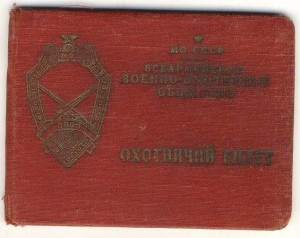 МО СССР
ВСЕАРМЕЙСКОЕ
ВОЕННО-ОХОТНИЧЬЕ
ОБЩЕСТВО
ОХОТНИЧИЙ БИЛЕТ